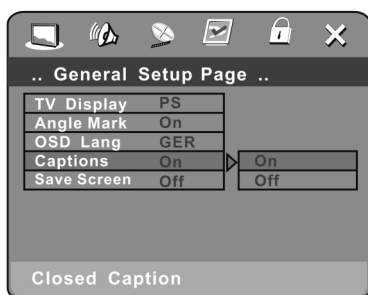 .. General Setup Page ..
TV Display PS
Angle Mark On
OSD Lang GER
Captions On On
Save Screen Off Off
Closed Caption